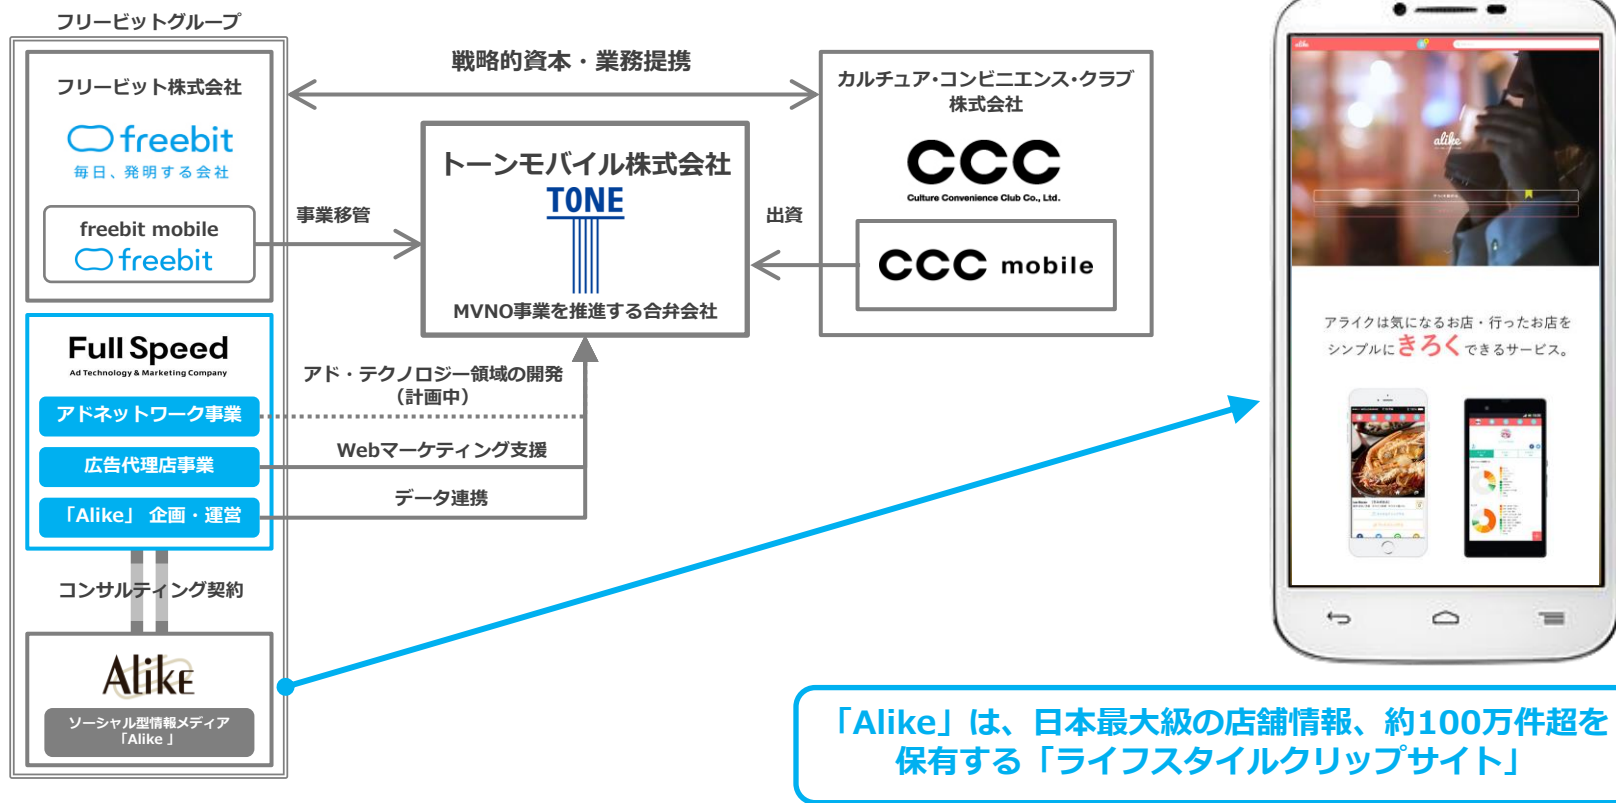 フリービットグループ
フリービット株式会社
freebit
毎日、発明する会社
freebit mobile
freebit
戦略的資本・業務提携
事業移管
トーンモバイル株式会社
TONE
MVNO事業を推進する合弁会社
出資
カルチュア・コンビニエンス・クラブ
株式会社
CCC
Culture Convenience Club Co., Ltd.
CCC mobile
Full Speed
Ad Technology & Marketing Company
アドネットワーク事業
広告代理店事業
「Alike」 企画・運営
アド・テクノロジー領域の開発
（計画中）
Webマーケティング支援
データ連携
コンサルティング契約
Alike
ソーシャル型情報メディア
「Alike 」
alike
alike
アライクは気になるお店・行ったお店を
シンプルにきろくできるサービス。
「Alike」は、日本最大級の店舗情報、約100万件超を
保有する「ライフスタイルクリップサイト」